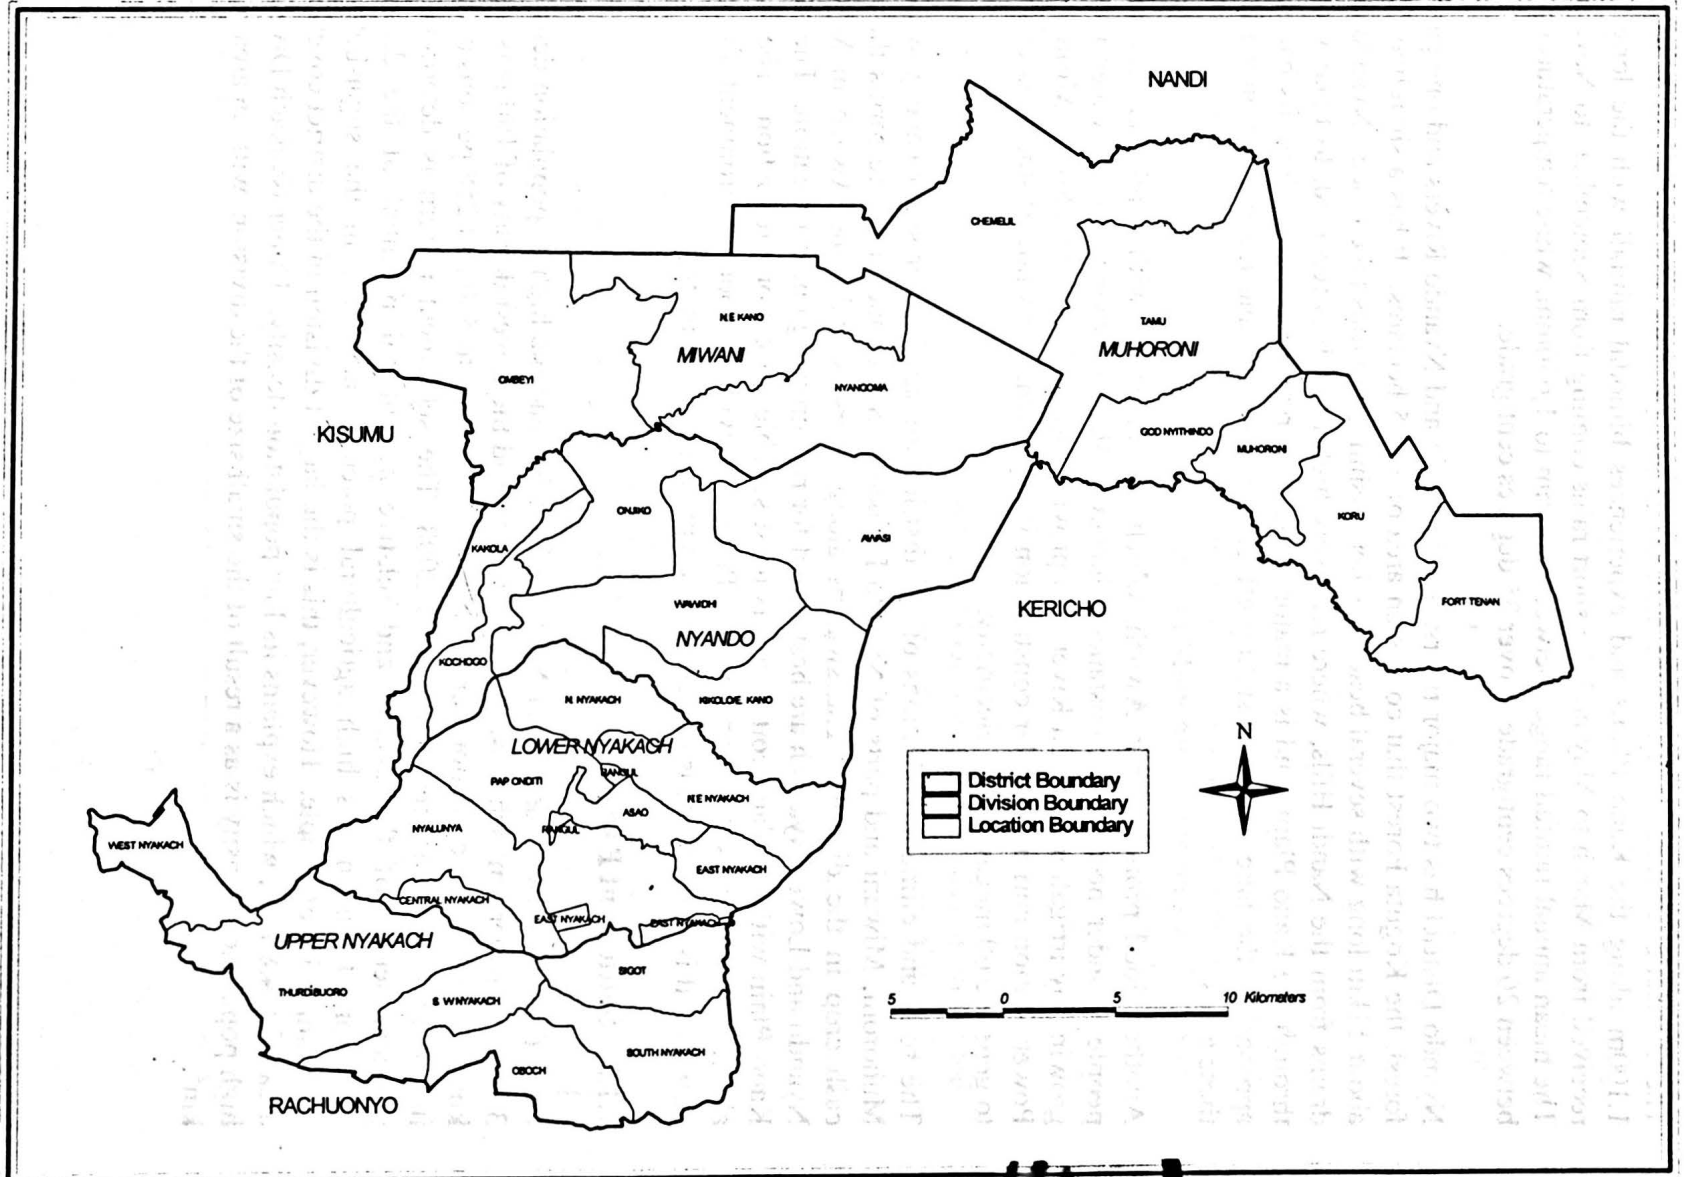 NANDI
CHEMELIL
N.E KANO
TAMU
MIWANI
MUHORONI
OMBEYI
NYANGOMA
KISUMU
GOD NYITHINDO
MUHORONI
ONJIKO
KORU
AWASI
KAKOLA
WAWIDHI
FORT TENAN
KERICHO
NYANDO
KOCHOGO
N. NYAKACH
KIKOLO/E. KANO
N
LOWER NYAKACH
RANGUL
PAP ONDITI
District Boundary
N.E NYAKACH
Division Boundary
ASAO
Location Boundary
NYALUNYA
RANGUL
WEST NYAKACH
EAST NYAKACH
CENTRAL NYAKACH
EAST NYAKACH
EAST NYAKACH
UPPER NYAKACH
SIGOT
THURDIBUORO
S. W NYAKACH
5 0 5 10 Kilometers
SOUTH NYAKACH
OBOCH
RACHUONYO